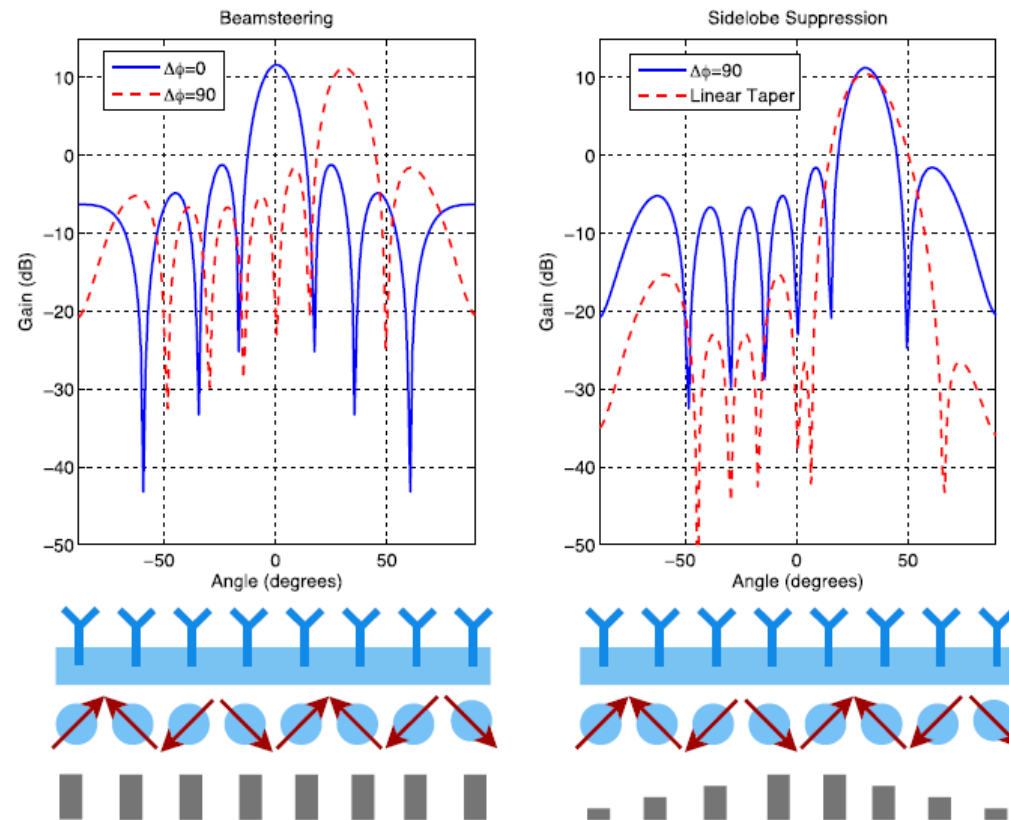 Beamsteering
Δϕ=0
Δϕ=90
10
0
−10
−20
−30
−40
−50
Gain (dB)
−50
0
50
Angle (degrees)
Sidelobe Suppression
Δϕ=90
Linear Taper
10
0
−10
−20
−30
−40
−50
Gain (dB)
−50
0
50
Angle (degrees)